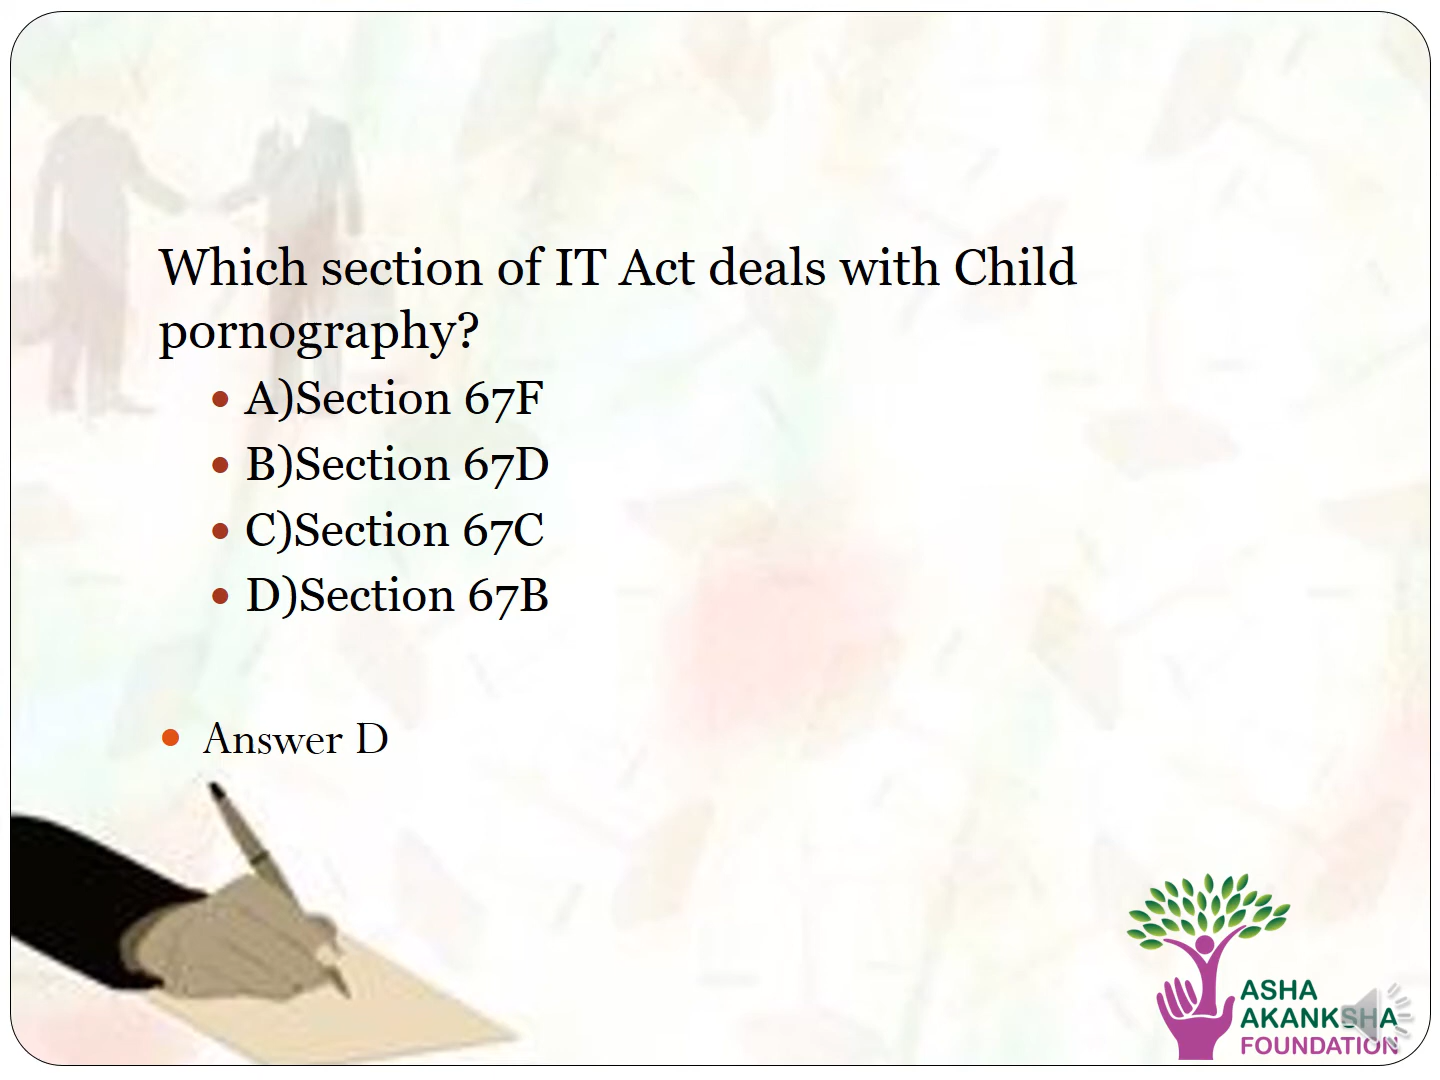 Which section of IT Act deals with Child
pornography?
A)Section 67F
B)Section 67D
C)Section 67C
D)Section 67B
Answer D
ASHA
AKANKSHA
FOUNDATION